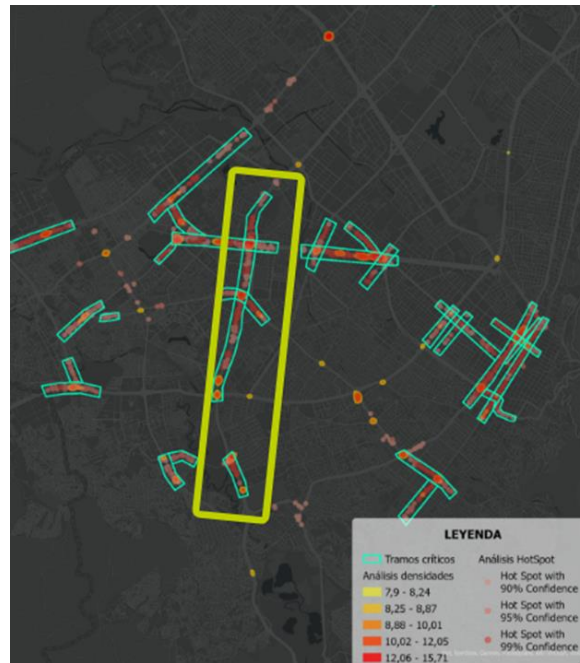 LEYENDA
Tramos críticos
Análisis densidades
7,9 - 8,24
8,25 - 8,87
8,88 - 10,01
10,02 - 12,05
12,06 - 15,71
Análisis HotSpot
Hot Spot with
90% Confidence
Hot Spot with
95% Confidence
Hot Spot with
99% Confidence